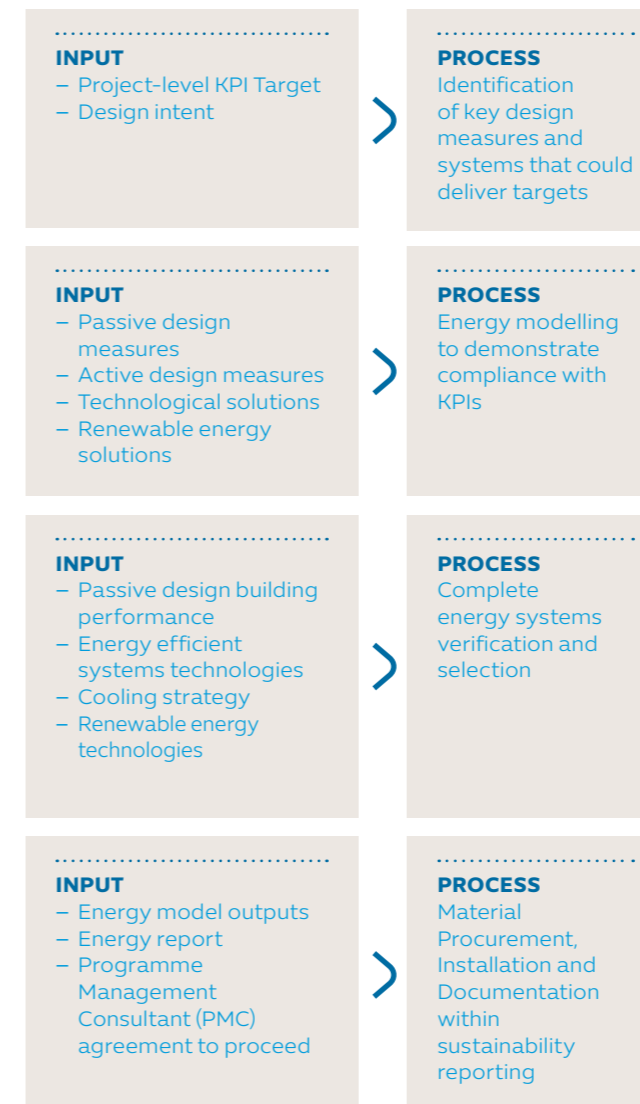 INPUT
– Project-level KPI Target
– Design intent
PROCESS
Identification
of key design
measures and
systems that could
deliver targets
INPUT
– Passive design
measures
– Active design measures
– Technological solutions
– Renewable energy
solutions
PROCESS
Energy modelling
to demonstrate
compliance with
KPIs
INPUT
– Passive design building
performance
– Energy efficient
systems technologies
– Cooling strategy
– Renewable energy
technologies
PROCESS
Complete
energy systems
verification and
selection
INPUT
– Energy model outputs
– Energy report
– Programme
Management
Consultant (PMC)
agreement to proceed
PROCESS
Material
Procurement,
Installation and
Documentation
within
sustainability
reporting